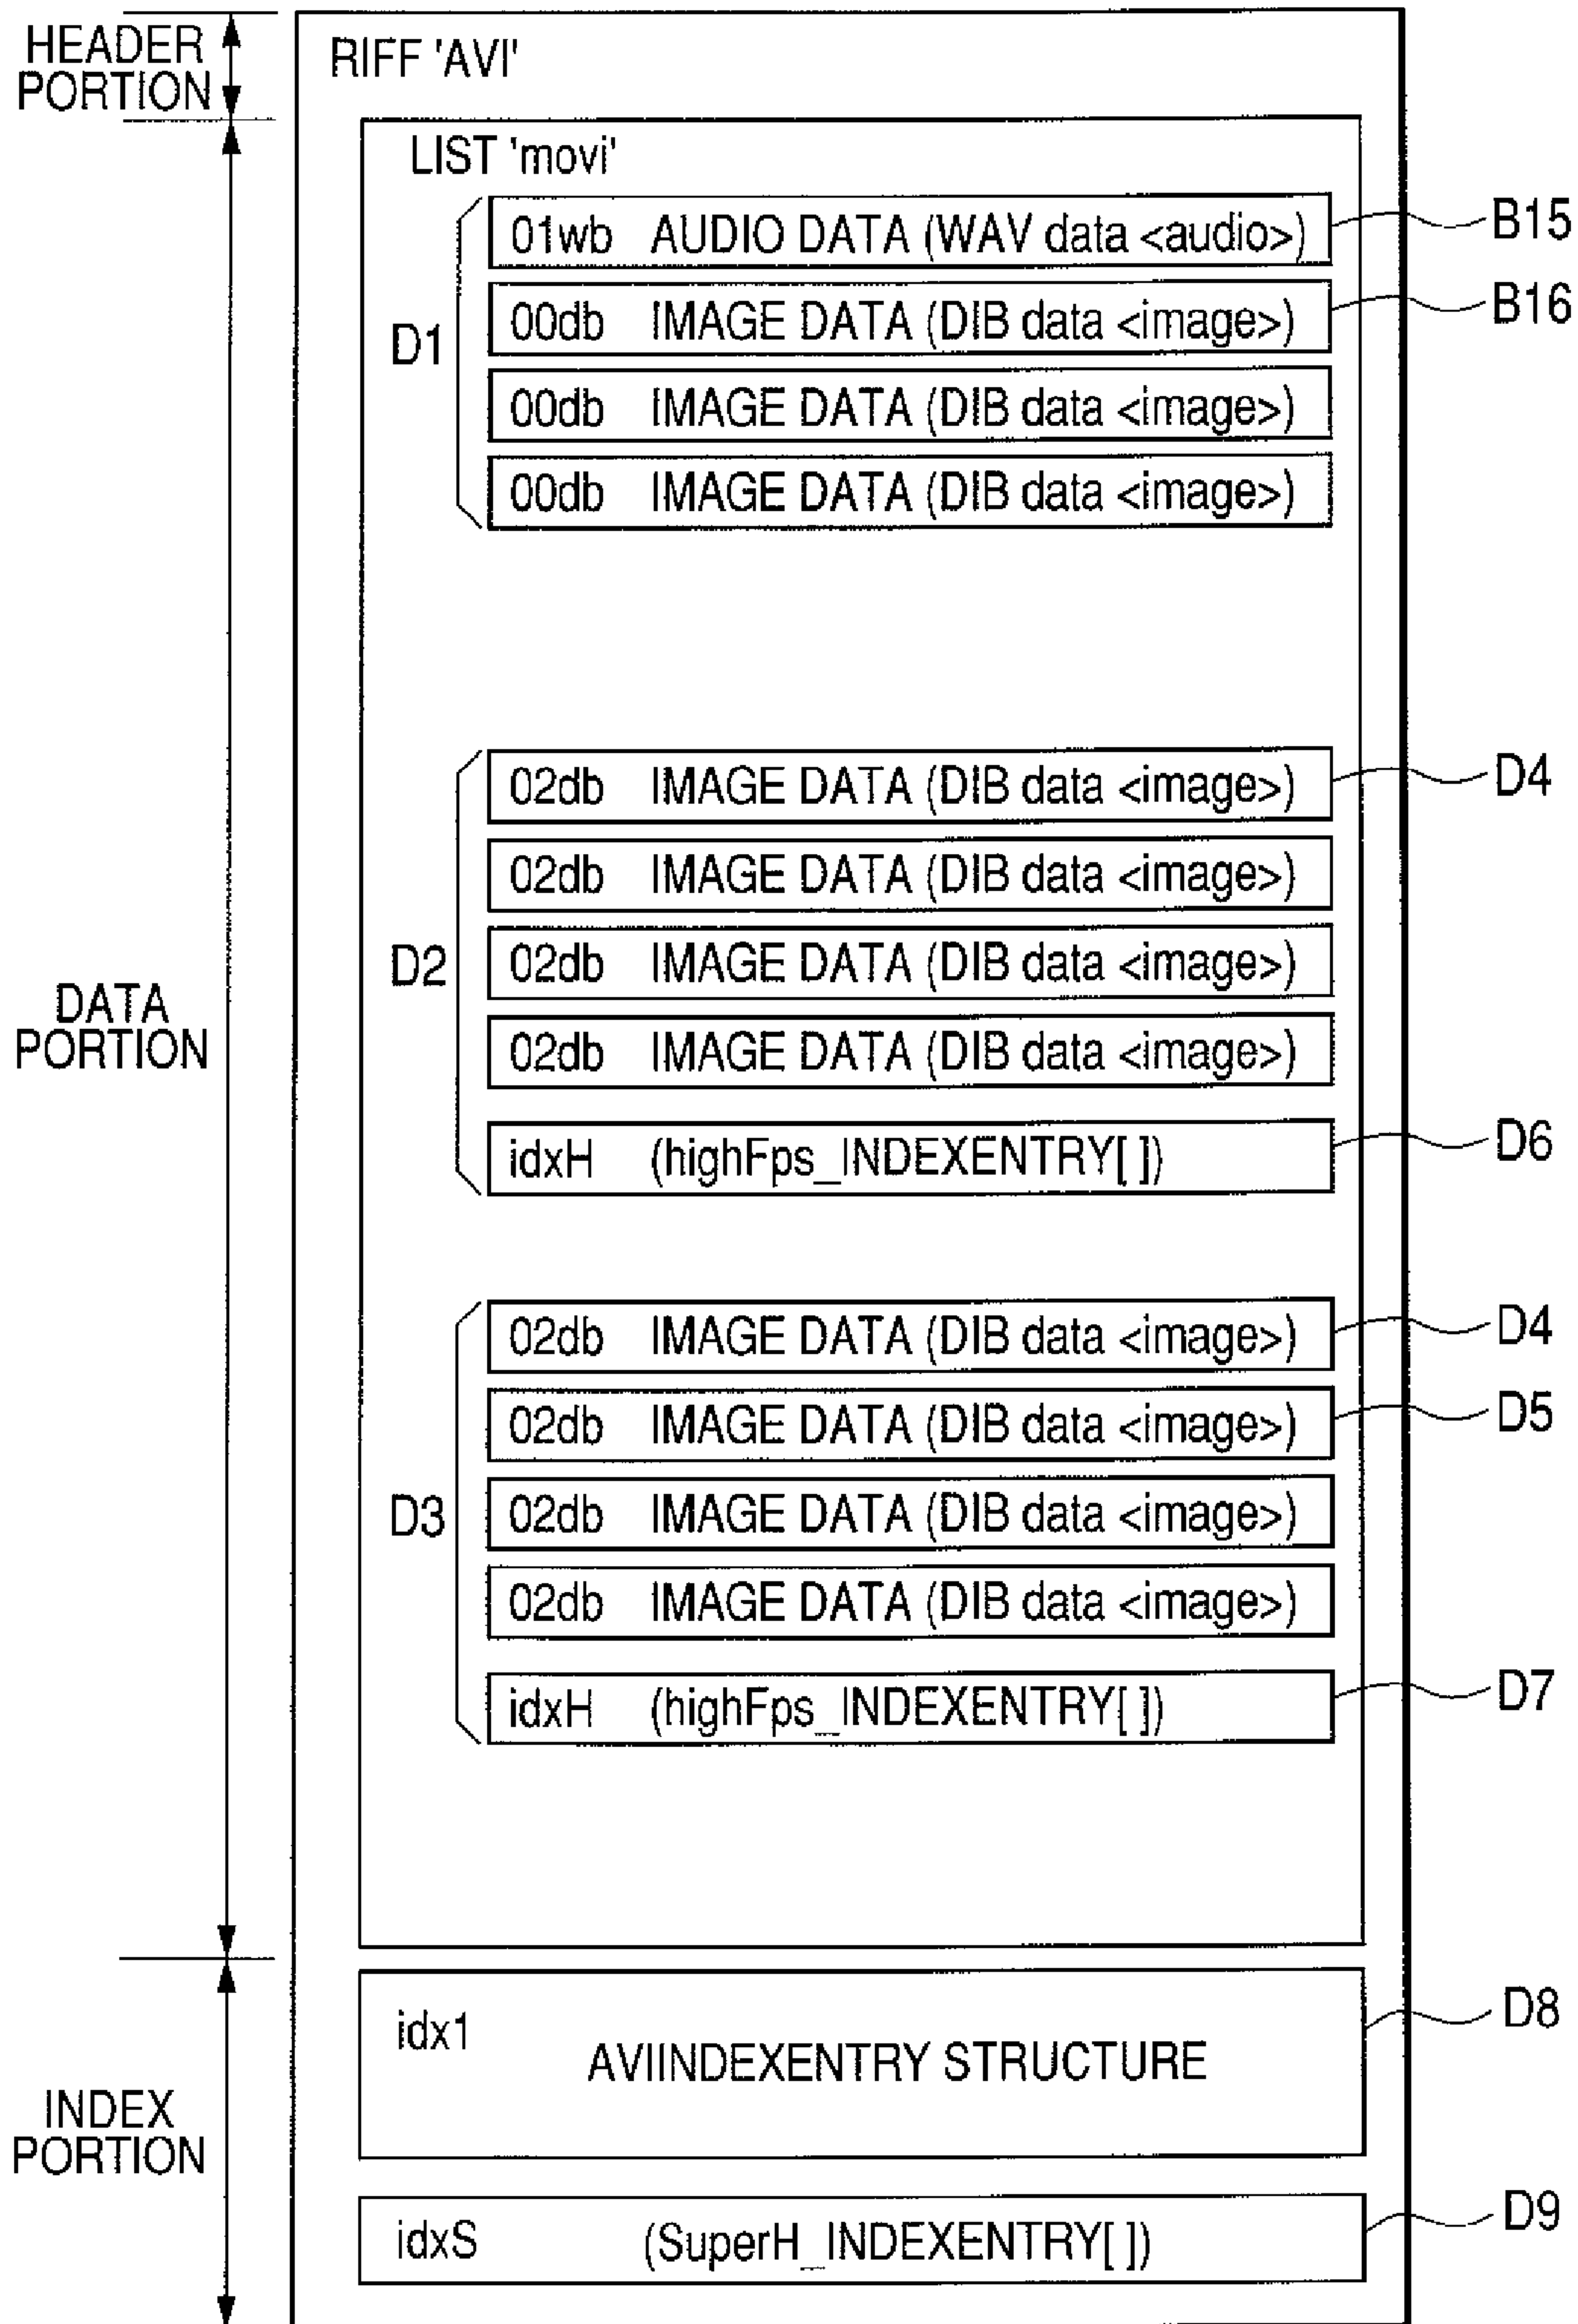 HEADER
PORTION
RIFF 'AVI'
LIST 'movi'
D1
01wb AUDIO DATA (WAV data <audio>)
B15
00db IMAGE DATA (DIB data <image>)
B16
00db IMAGE DATA (DIB data <image>)
00db IMAGE DATA (DIB data <image>)
DATA
PORTION
D2
02db IMAGE DATA (DIB data <image>)
D4
02db IMAGE DATA (DIB data <image>)
02db IMAGE DATA (DIB data <image>)
02db IMAGE DATA (DIB data <image>)
idxH (highFps_INDEXENTRY[ ])
D6
D3
02db IMAGE DATA (DIB data <image>)
D4
02db IMAGE DATA (DIB data <image>)
D5
02db IMAGE DATA (DIB data <image>)
02db IMAGE DATA (DIB data <image>)
idxH (highFps_INDEXENTRY[ ])
D7
INDEX
PORTION
idx1
AVIINDEXENTRY STRUCTURE
D8
idxS (SuperH_INDEXENTRY[ ])
D9